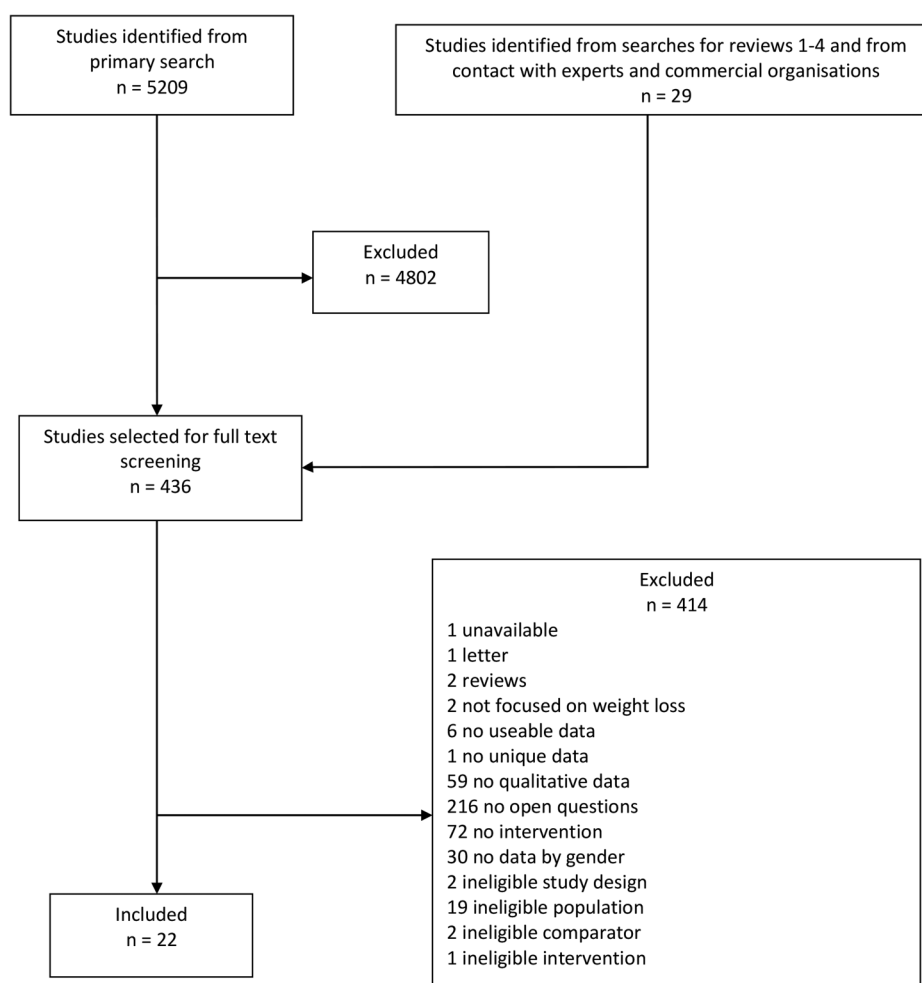 Studies identified from
primary search
n = 5209
Studies identified from searches for reviews 1-4 and from
contact with experts and commercial organisations
n = 29
Excluded
n = 4802
Studies selected for full text
screening
n = 436
Excluded
n = 414
1 unavailable
1 letter
2 reviews
2 not focused on weight loss
6 no useable data
1 no unique data
59 no qualitative data
216 no open questions
72 no intervention
30 no data by gender
2 ineligible study design
19 ineligible population
2 ineligible comparator
1 ineligible intervention
Included
n = 22